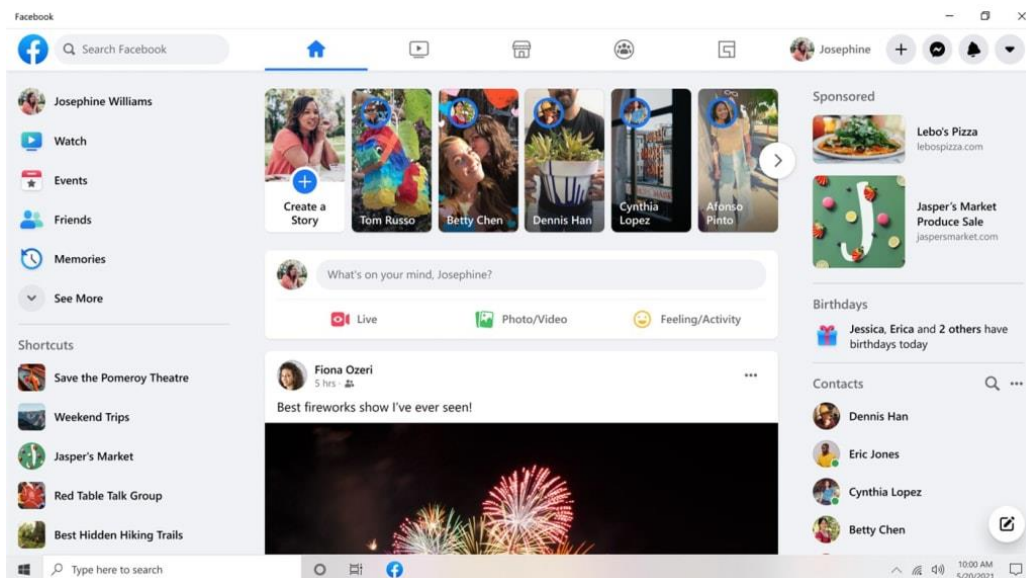 Facebook
Search Facebook
Josephine
Josephine Williams
Watch
Events
Friends
Memories
See More
Shortcuts
Save the Pomeroy Theatre
Weekend Trips
Jasper's Market
Red Table Talk Group
Best Hidden Hiking Trails
Create a
Story
Tom Russo
Betty Chen
Dennis Han
Cynthia
Lopez
Afonso
Pinto
What's on your mind, Josephine?
Live
Photo/Video
Feeling/Activity
Fiona Ozeri
5 hrs ·
Best fireworks show I've ever seen!
Sponsored
Lebo's Pizza
lebospizza.com
Jasper's Market
Produce Sale
jaspersmarket.com
Birthdays
Jessica, Erica and 2 others have
birthdays today
Contacts
Dennis Han
Eric Jones
Cynthia Lopez
Betty Chen
Type here to search
10:00 AM
5/20/2021